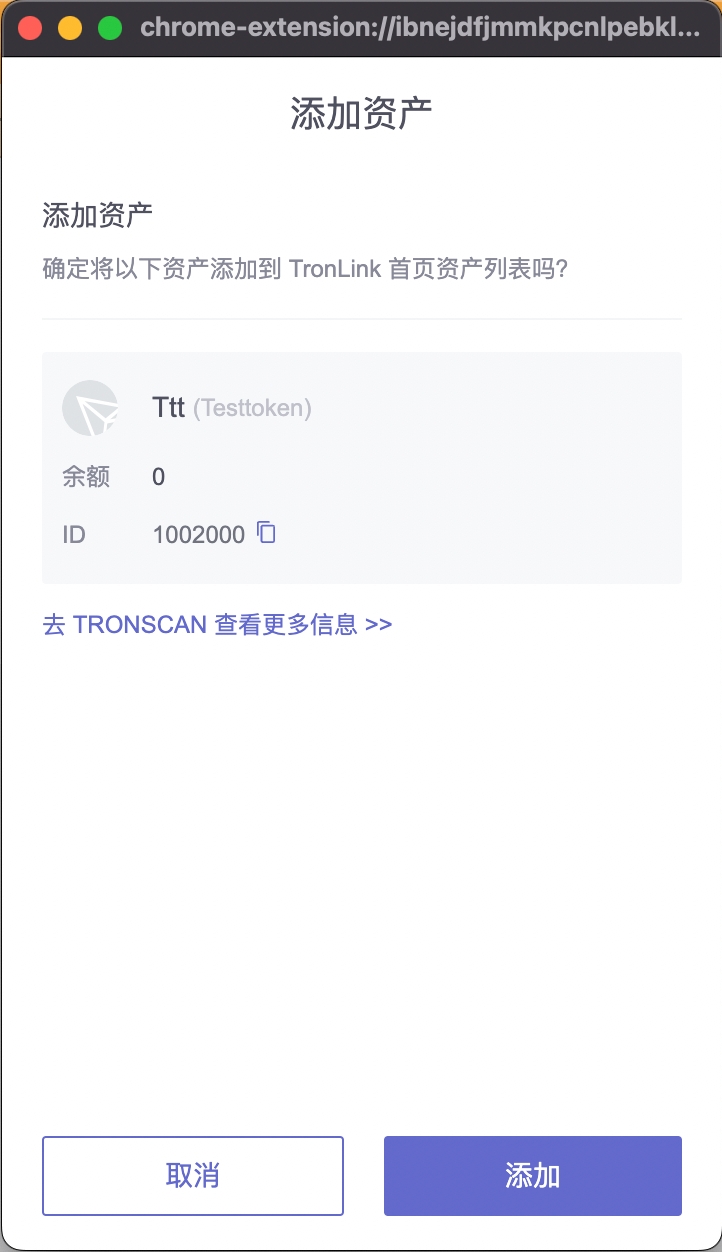 chrome-extension://ibnejdfjmmkpcnlpebkl...
添加资产
添加资产
确定将以下资产添加到 TronLink 首页资产列表吗?
Ttt (Testtoken)
余额 0
ID 1002000
去 TRONSCAN 查看更多信息 >>
取消 添加